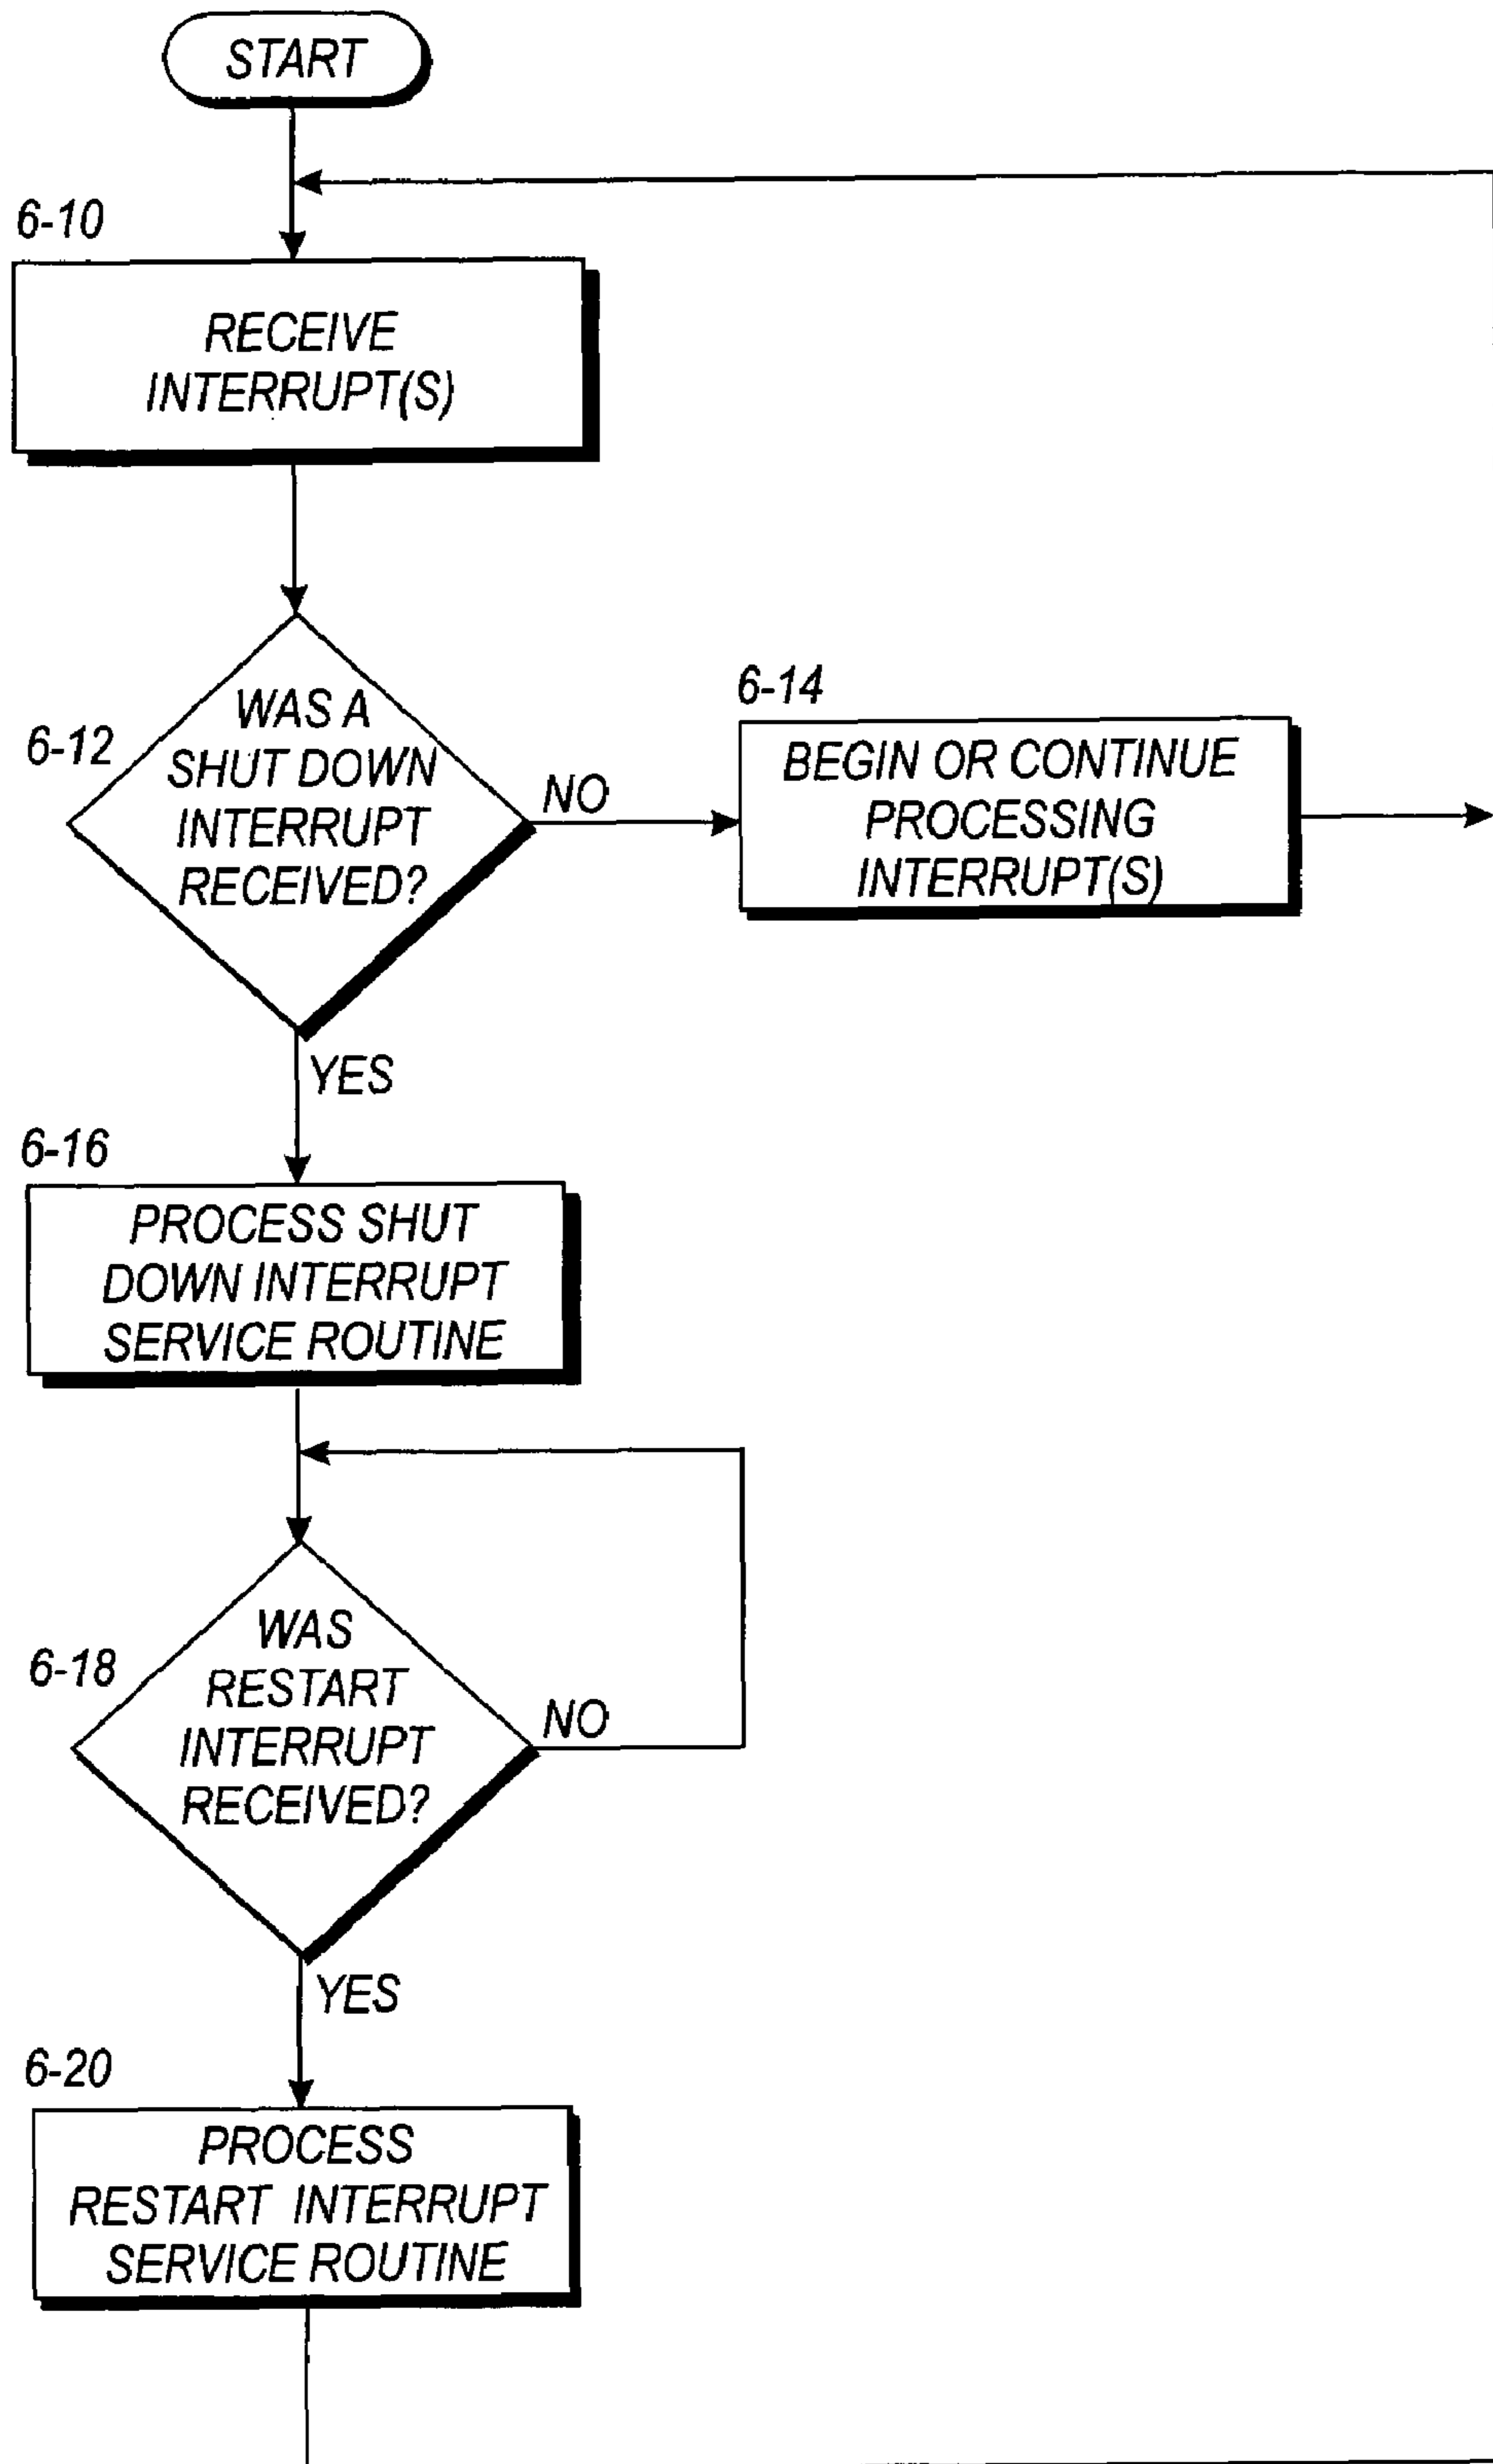 START
6-10
RECEIVE
INTERRUPT(S)
6-12
WAS A
SHUT DOWN
INTERRUPT
RECEIVED?
NO
6-14
BEGIN OR CONTINUE
PROCESSING
INTERRUPT(S)
YES
6-16
PROCESS SHUT
DOWN INTERRUPT
SERVICE ROUTINE
6-18
WAS
RESTART
INTERRUPT
RECEIVED?
NO
YES
6-20
PROCESS
RESTART INTERRUPT
SERVICE ROUTINE